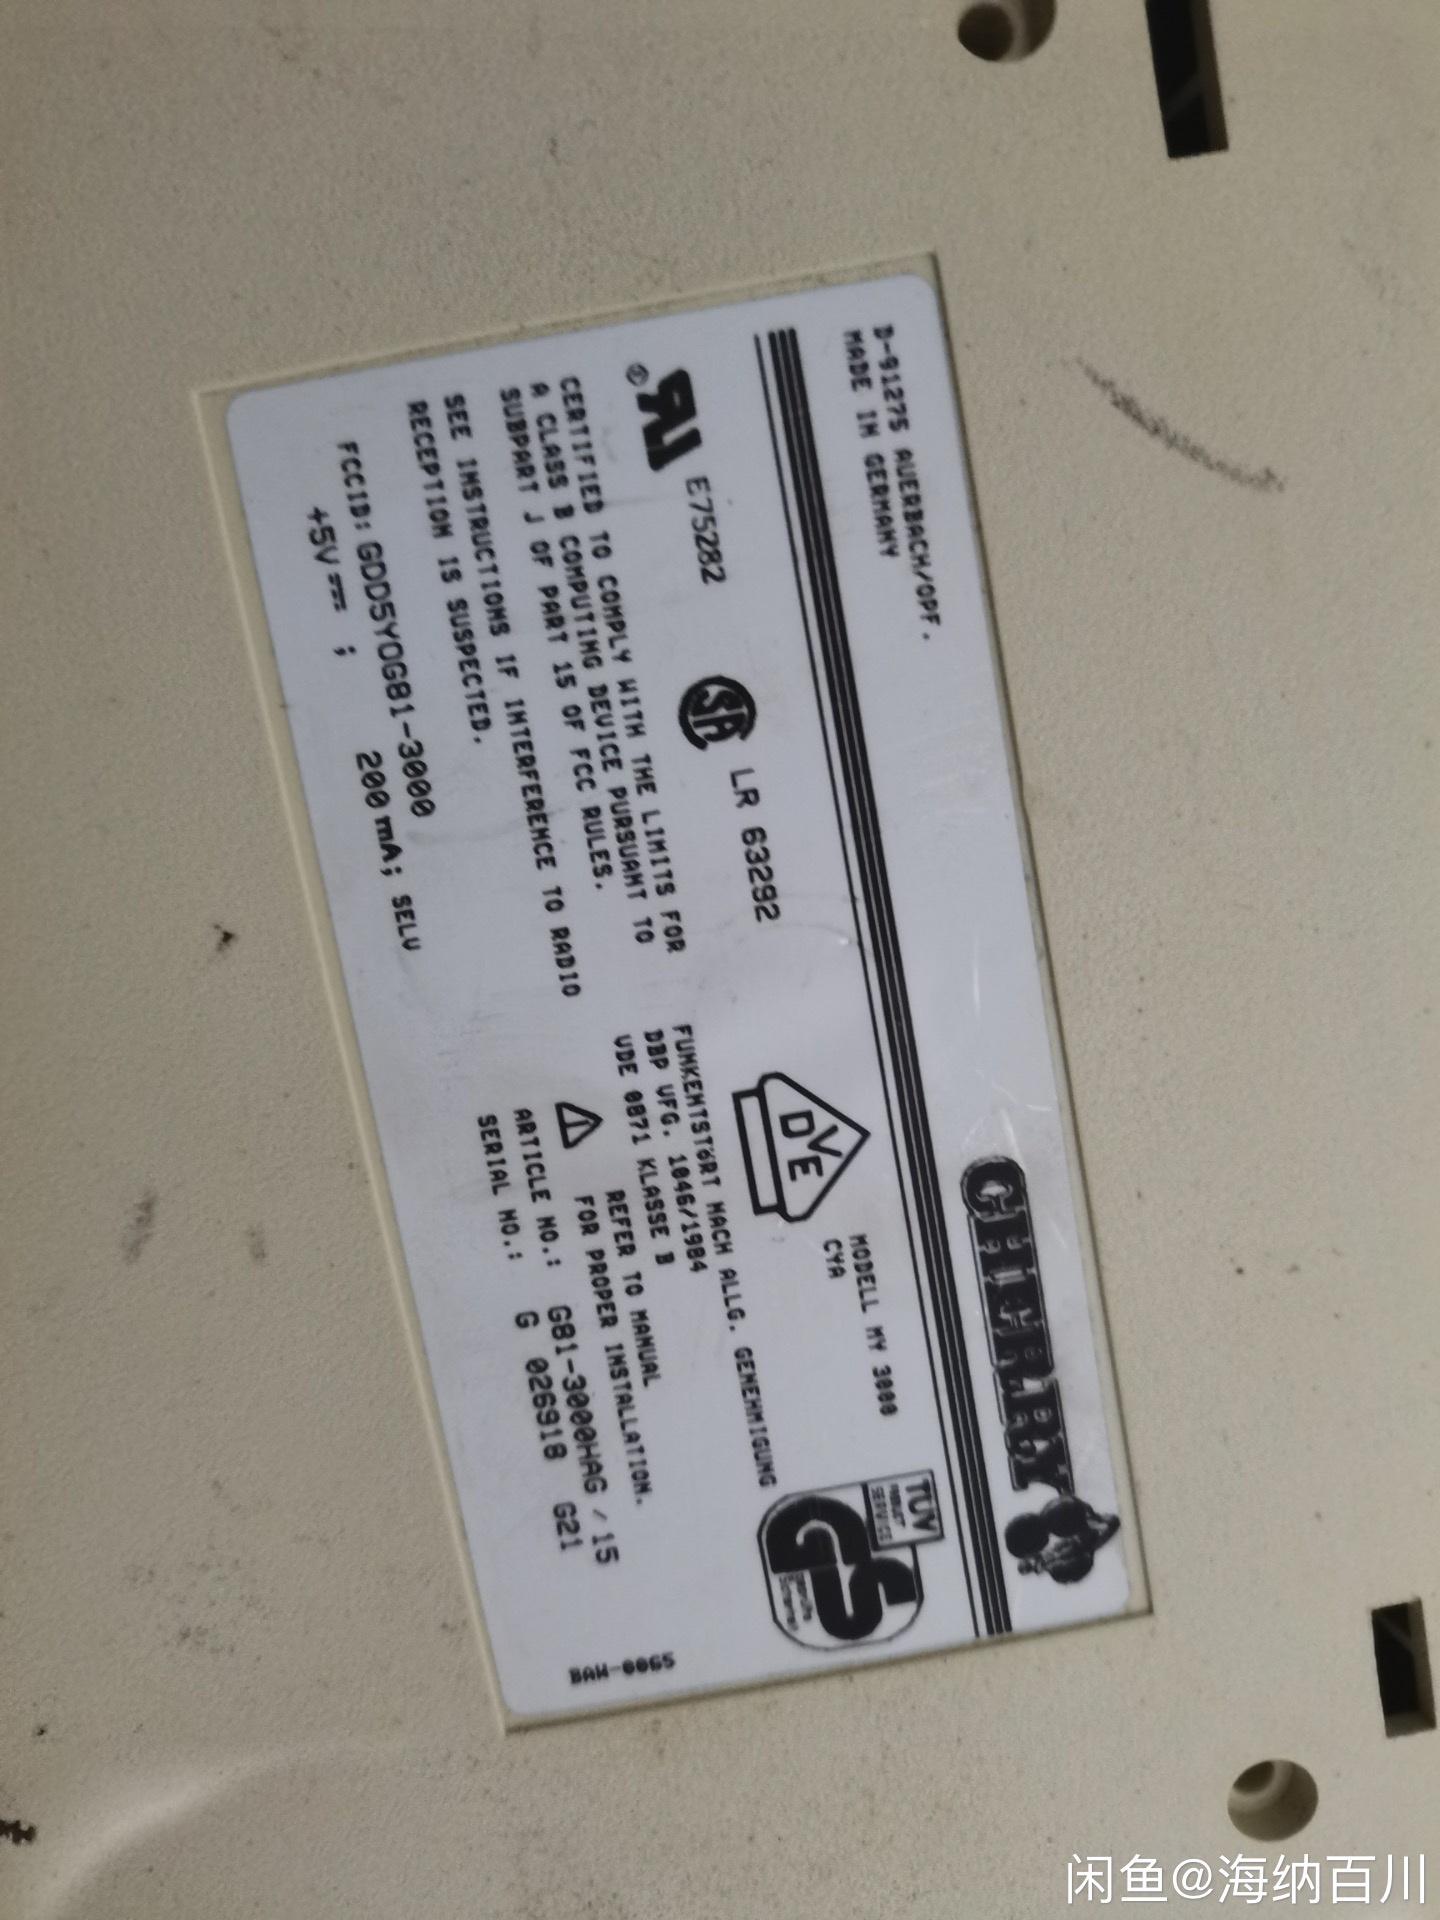 CHERRY
D-91275 AUERBACH/OPF.
MADE IN GERMANY
E75282
LR 63292
VDE
MODELL MY 3000
CYA
TÜV
PRODUCT
SERVICE
GS
CERTIFIED TO COMPLY WITH THE LIMITS FOR
A CLASS B COMPUTING DEVICE PURSUANT TO
SUBPART J OF PART 15 OF FCC RULES.
SEE INSTRUCTIONS IF INTERFERENCE TO RADIO
RECEPTION IS SUSPECTED.
FCCID: GDD5YOG81-3000
+5V ⎓ ; 200 mA; SELV
FUNKENTSTÖRT NACH ALLG. GENEHMIGUNG
DBP VFG. 1046/1984
VDE 0871 KLASSE B
REFER TO MANUAL
FOR PROPER INSTALLATION.
ARTICLE NO.: G81-3000HAG / 15
SERIAL NO.: G 026918 G21
闲鱼@海纳百川